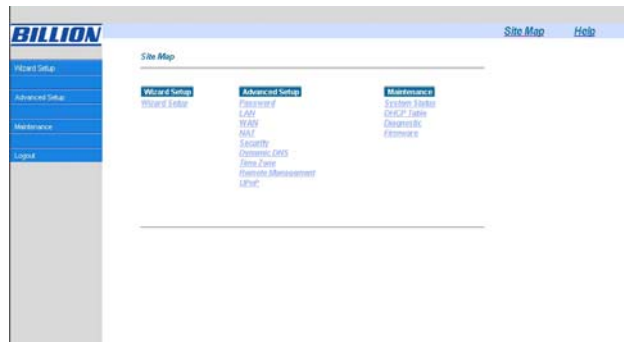 BILLION
Site Map Help
Wizard Setup
Advanced Setup
Maintenance
Logout
Site Map
Wizard Setup
Wizard Setup
Advanced Setup
Password
LAN
WAN
NAT
Security
Dynamic DNS
Time Zone
Remote Management
UPnP
Maintenance
System Status
DHCP Table
Diagnostic
Firmware